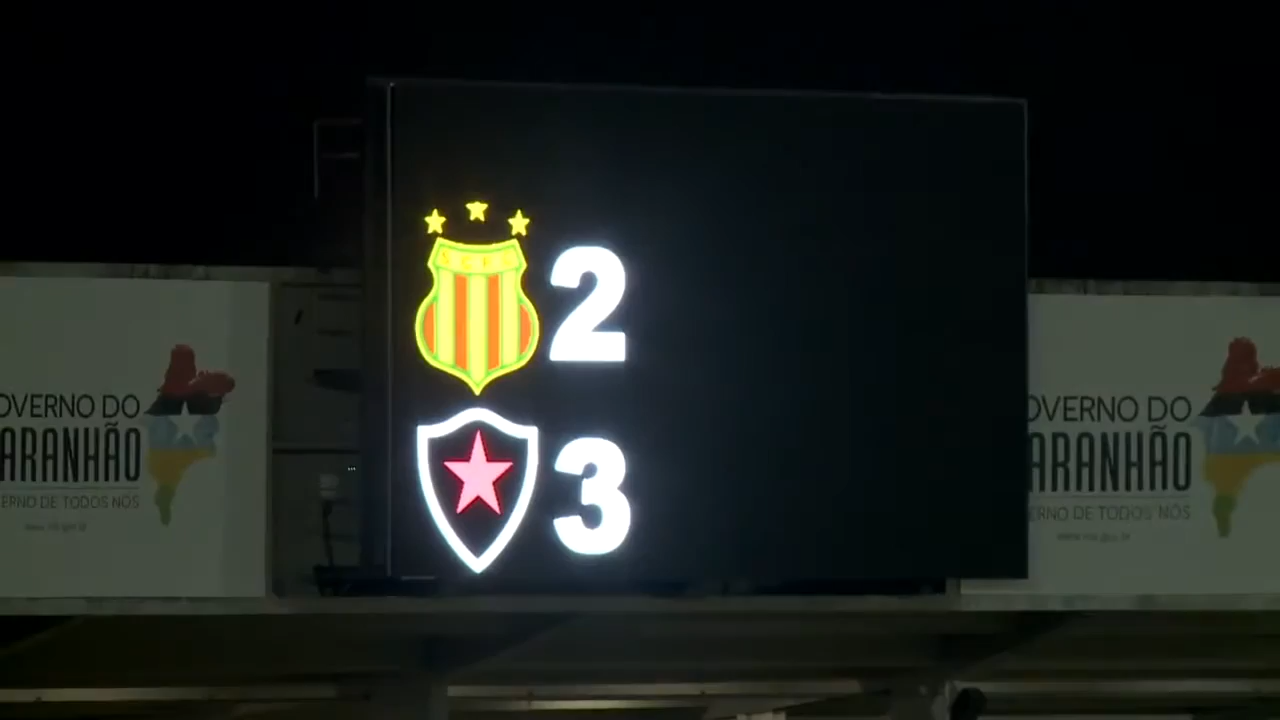 2
3
OVERNO DO
ARANHÃO
ERNO DE TODOS NÓS
OVERNO DO
ARANHÃO
ERNO DE TODOS NÓS